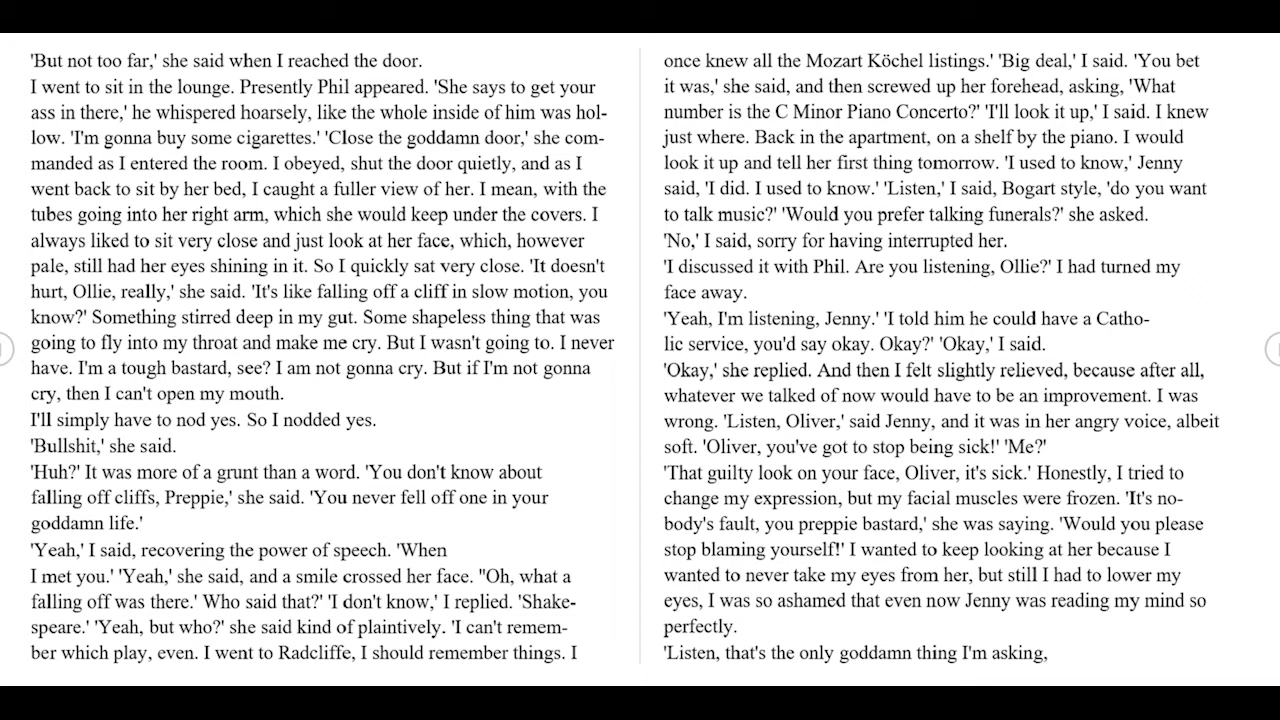 'But not too far,' she said when I reached the door.
I went to sit in the lounge. Presently Phil appeared. 'She says to get your
ass in there,' he whispered hoarsely, like the whole inside of him was hol-
low. 'I'm gonna buy some cigarettes.' 'Close the goddamn door,' she com-
manded as I entered the room. I obeyed, shut the door quietly, and as I
went back to sit by her bed, I caught a fuller view of her. I mean, with the
tubes going into her right arm, which she would keep under the covers. I
always liked to sit very close and just look at her face, which, however
pale, still had her eyes shining in it. So I quickly sat very close. 'It doesn't
hurt, Ollie, really,' she said. 'It's like falling off a cliff in slow motion, you
know?' Something stirred deep in my gut. Some shapeless thing that was
going to fly into my throat and make me cry. But I wasn't going to. I never
have. I'm a tough bastard, see? I am not gonna cry. But if I'm not gonna
cry, then I can't open my mouth.
I'll simply have to nod yes. So I nodded yes.
'Bullshit,' she said.
'Huh?' It was more of a grunt than a word. 'You don't know about
falling off cliffs, Preppie,' she said. 'You never fell off one in your
goddamn life.'
'Yeah,' I said, recovering the power of speech. 'When
I met you.' 'Yeah,' she said, and a smile crossed her face. "Oh, what a
falling off was there.' Who said that?' 'I don't know,' I replied. 'Shake-
speare.' 'Yeah, but who?' she said kind of plaintively. 'I can't remem-
ber which play, even. I went to Radcliffe, I should remember things. I
once knew all the Mozart Köchel listings.' 'Big deal,' I said. 'You bet
it was,' she said, and then screwed up her forehead, asking, 'What
number is the C Minor Piano Concerto?' 'I'll look it up,' I said. I knew
just where. Back in the apartment, on a shelf by the piano. I would
look it up and tell her first thing tomorrow. 'I used to know,' Jenny
said, 'I did. I used to know.' 'Listen,' I said, Bogart style, 'do you want
to talk music?' 'Would you prefer talking funerals?' she asked.
'No,' I said, sorry for having interrupted her.
'I discussed it with Phil. Are you listening, Ollie?' I had turned my
face away.
'Yeah, I'm listening, Jenny.' 'I told him he could have a Catho-
lic service, you'd say okay. Okay?' 'Okay,' I said.
'Okay,' she replied. And then I felt slightly relieved, because after all,
whatever we talked of now would have to be an improvement. I was
wrong. 'Listen, Oliver,' said Jenny, and it was in her angry voice, albeit
soft. 'Oliver, you've got to stop being sick!' 'Me?'
'That guilty look on your face, Oliver, it's sick.' Honestly, I tried to
change my expression, but my facial muscles were frozen. 'It's no-
body's fault, you preppie bastard,' she was saying. 'Would you please
stop blaming yourself!' I wanted to keep looking at her because I
wanted to never take my eyes from her, but still I had to lower my
eyes, I was so ashamed that even now Jenny was reading my mind so
perfectly.
'Listen, that's the only goddamn thing I'm asking,